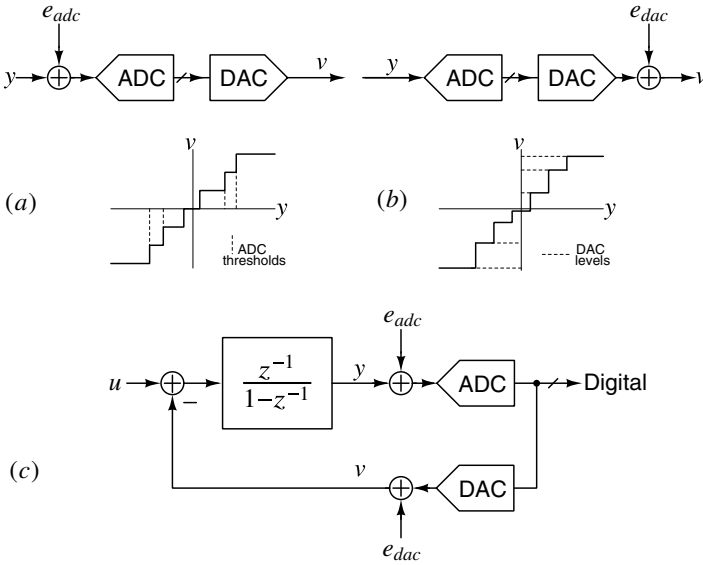 e_adc
y ADC DAC v
e_dac
y ADC DAC v
v
(a)
y
ADC
thresholds
v
(b)
y
DAC
levels
e_adc
u z^{-1} / 1-z^{-1} y ADC Digital
−
(c)
v DAC
e_dac